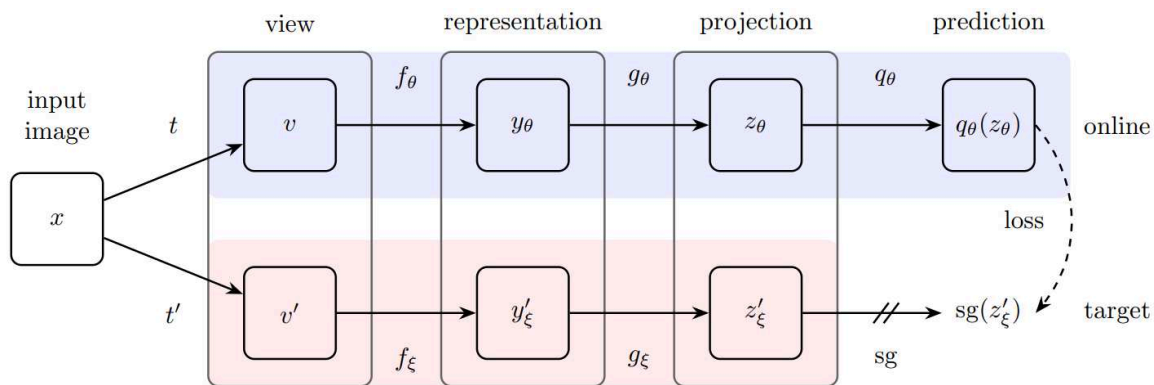 view representation projection prediction
input
image
f_θ g_θ q_θ
t v y_θ z_θ q_θ(z_θ) online
x
loss
t′ v′ y′_ξ z′_ξ sg(z′_ξ) target
f_ξ g_ξ sg